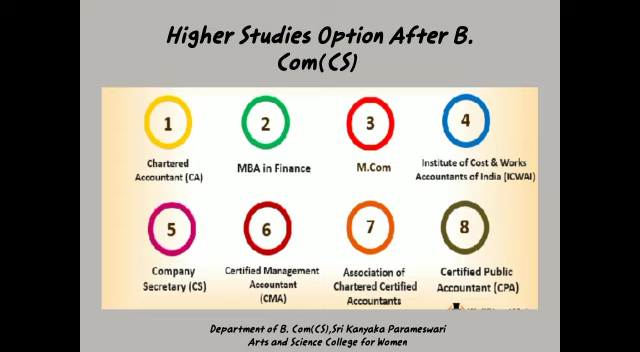 Higher Studies Option After B.
Com(CS)
1
2
3
4
Chartered
Accountant (CA)
MBA in Finance
M.Com
Institute of Cost & Works
Accountants of India (ICWAI)
5
6
7
8
Company
Secretary (CS)
Certified Management
Accountant
(CMA)
Association of
Chartered Certified
Accountants
Certified Public
Accountant (CPA)
Department of B. Com(CS),Sri Kanyaka Parameswari
Arts and Science College for Women